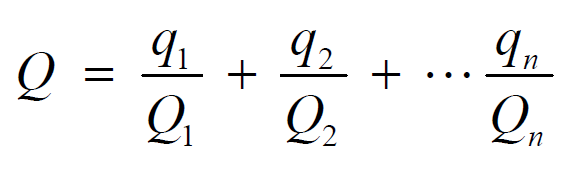 Q = q₁/Q₁ + q₂/Q₂ + ⋯ qₙ/Qₙ